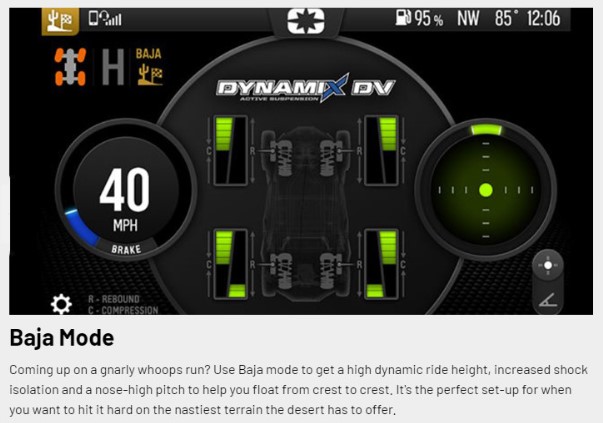 95 % NW 85° 12:06
H BAJA
DYNAMIX DV
ACTIVE SUSPENSION
C R R C
40
MPH
BRAKE
C R R C
R - REBOUND
C - COMPRESSION
Baja Mode
Coming up on a gnarly whoops run? Use Baja mode to get a high dynamic ride height, increased shock
isolation and a nose-high pitch to help you float from crest to crest. It's the perfect set-up for when
you want to hit it hard on the nastiest terrain the desert has to offer.